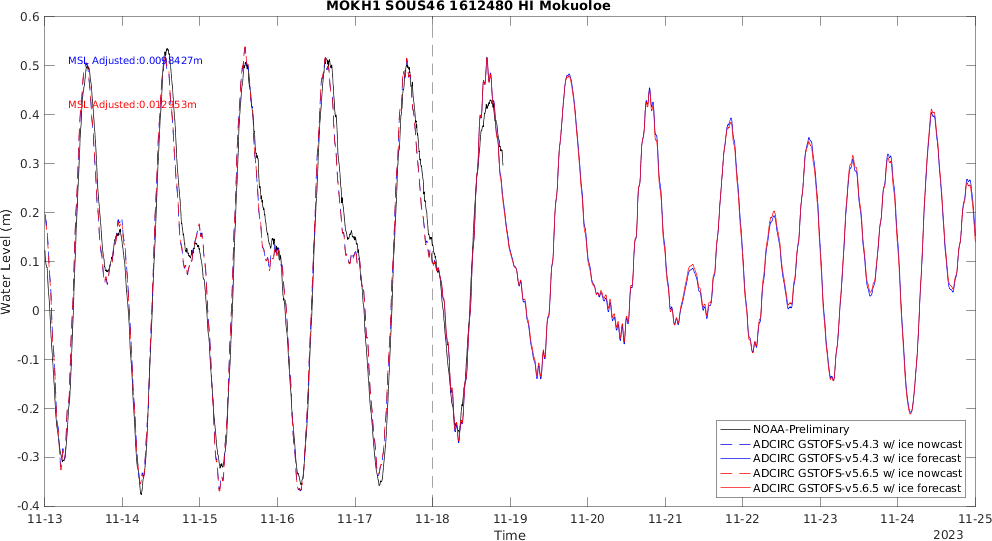 MOKH1 SOUS46 1612480 HI Mokuoloe
MSL Adjusted:0.0098427m
MSL Adjusted:0.012953m
Water Level (m)
0.6
0.5
0.4
0.3
0.2
0.1
0
-0.1
-0.2
-0.3
-0.4
NOAA-Preliminary
ADCIRC GSTOFS-v5.4.3 w/ ice nowcast
ADCIRC GSTOFS-v5.4.3 w/ ice forecast
ADCIRC GSTOFS-v5.6.5 w/ ice nowcast
ADCIRC GSTOFS-v5.6.5 w/ ice forecast
11-13 11-14 11-15 11-16 11-17 11-18 11-19 11-20 11-21 11-22 11-23 11-24 11-25
Time
2023